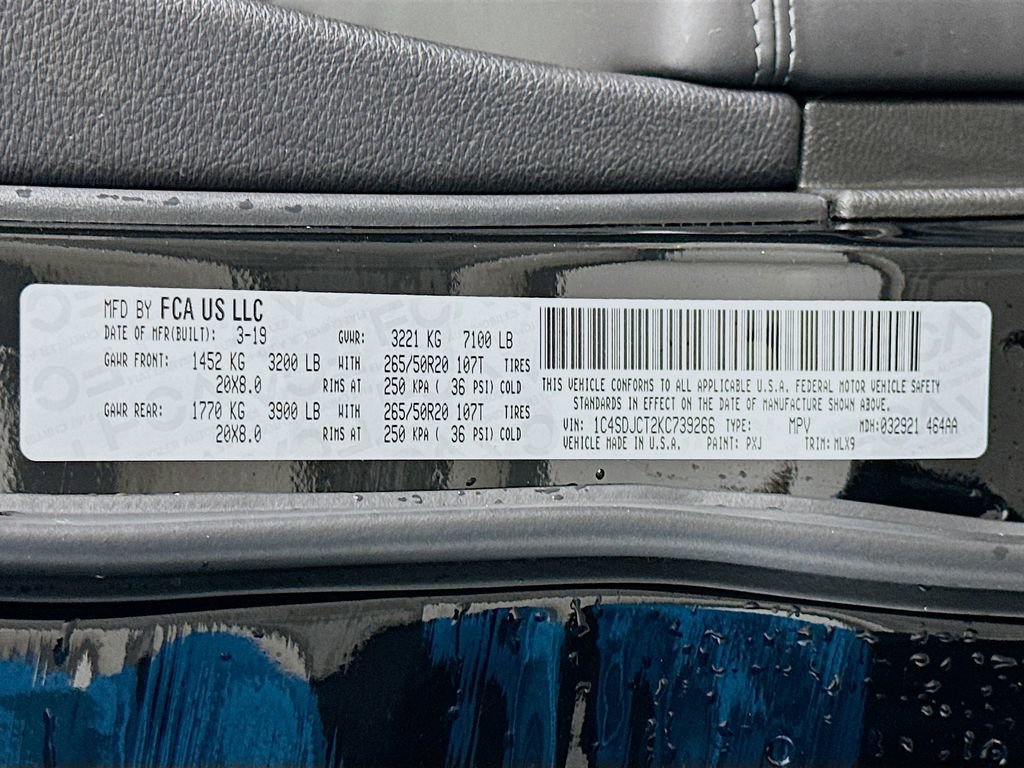 MFD BY FCA US LLC
DATE OF MFR(BUILT): 3-19 GVWR: 3221 KG 7100 LB
GAWR FRONT: 1452 KG 3200 LB WITH 265/50R20 107T TIRES
20X8.0 RIMS AT 250 KPA ( 36 PSI) COLD
GAWR REAR: 1770 KG 3900 LB WITH 265/50R20 107T TIRES
20X8.0 RIMS AT 250 KPA ( 36 PSI) COLD
THIS VEHICLE CONFORMS TO ALL APPLICABLE U.S.A. FEDERAL MOTOR VEHICLE SAFETY
STANDARDS IN EFFECT ON THE DATE OF MANUFACTURE SHOWN ABOVE.
VIN: 1C4SDJCT2KC739266 TYPE: MPV MDH: 032921 464AA
VEHICLE MADE IN U.S.A. PAINT: PXJ TRIM: MLX9